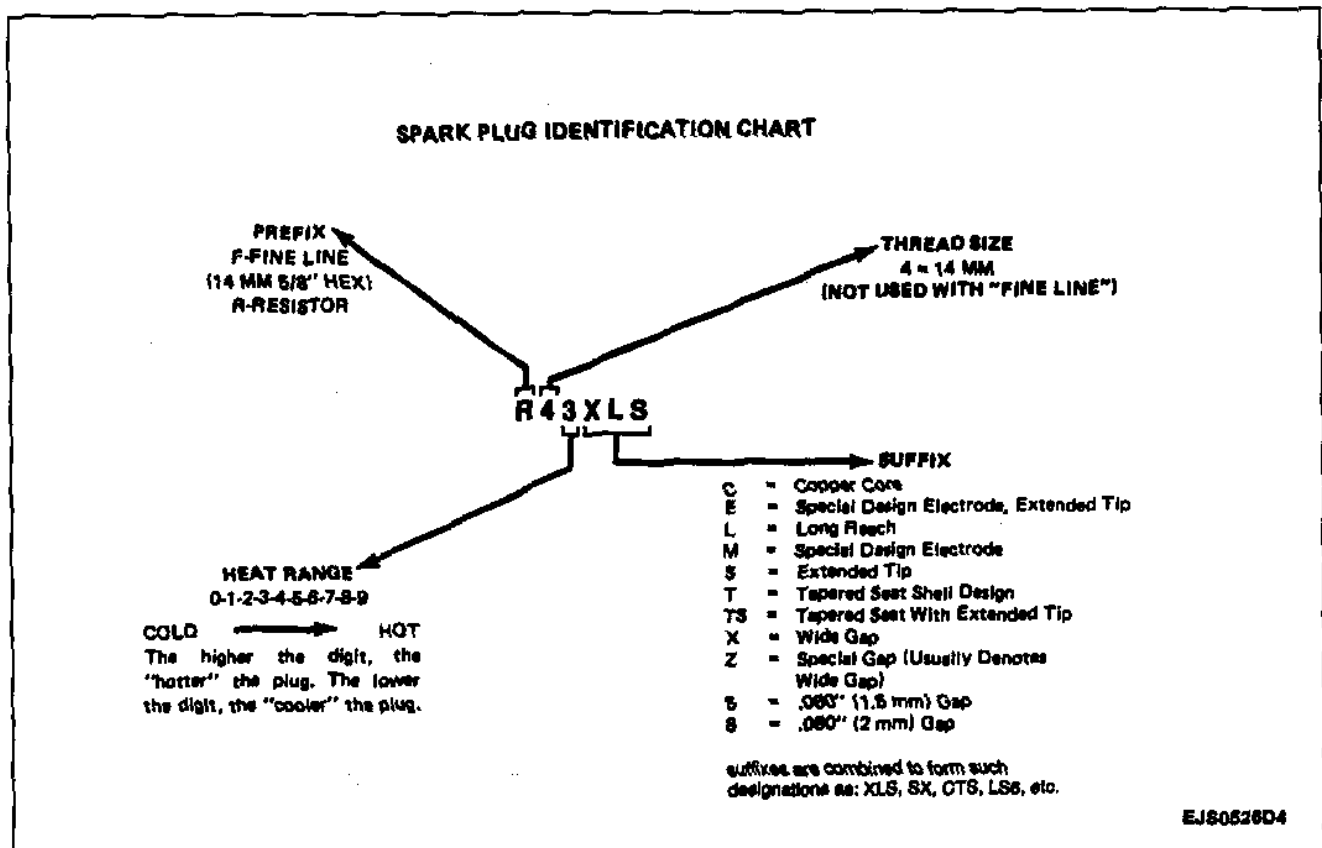 SPARK PLUG IDENTIFICATION CHART
PREFIX
F-FINE LINE
(14 MM 5/8" HEX)
R-RESISTOR
THREAD SIZE
4 = 14 MM
(NOT USED WITH "FINE LINE")
R 4 3 X L S
SUFFIX
C = Copper Core
E = Special Design Electrode, Extended Tip
L = Long Reach
M = Special Design Electrode
S = Extended Tip
T = Tapered Seat Shell Design
TS = Tapered Seat With Extended Tip
X = Wide Gap
Z = Special Gap (Usually Denotes
Wide Gap)
= .060" (1.5 mm) Gap
8 = .080" (2 mm) Gap
suffixes are combined to form such
designations as: XLS, SX, CTS, LS6, etc.
HEAT RANGE
0-1-2-3-4-5-6-7-8-9
COLD HOT
The higher the digit, the
"hotter" the plug. The lower
the digit, the "cooler" the plug.
EJS0526D4